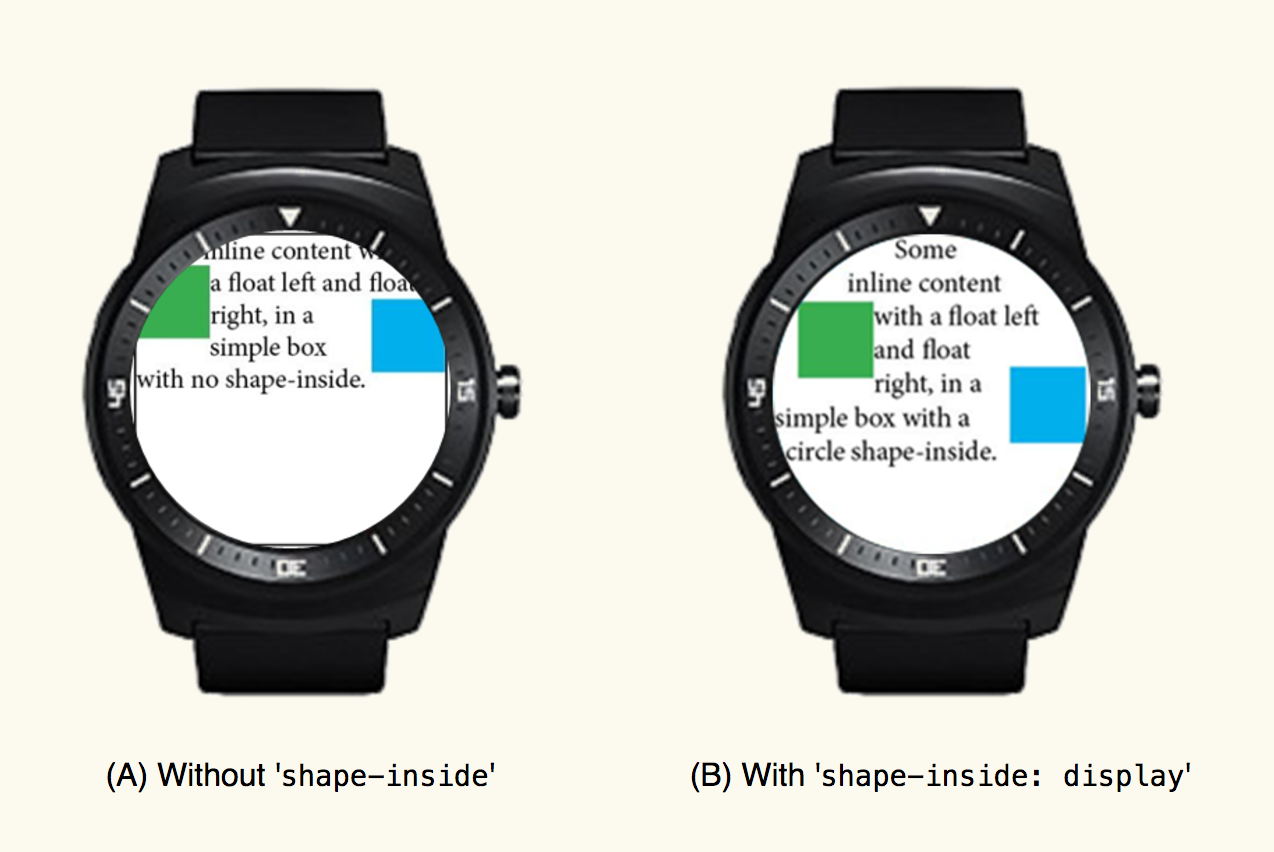 inline content
a float left and float
right, in a
simple box
with no shape-inside.
45
15
30
Some
inline content
with a float left
and float
right, in a
simple box with a
circle shape-inside.
45
15
30
(A) Without 'shape-inside'
(B) With 'shape-inside: display'